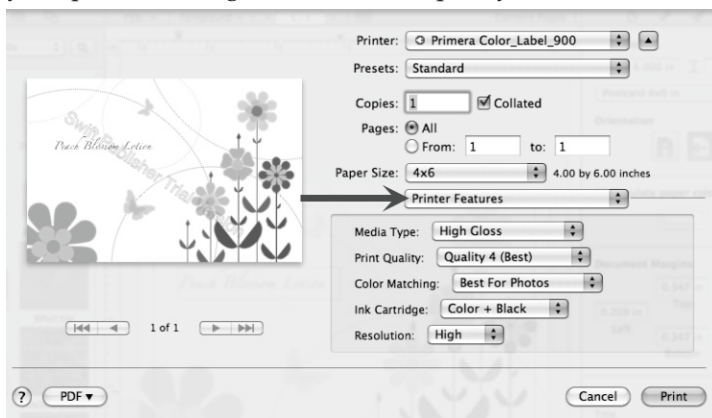 Printer: Primera Color_Label_900
Presets: Standard
Copies: 1 Collated
Pages: All
From: 1 to: 1
Paper Size: 4x6 4.00 by 6.00 inches
Printer Features
Media Type: High Gloss
Print Quality: Quality 4 (Best)
Color Matching: Best For Photos
Ink Cartridge: Color + Black
Resolution: High
Swift Publisher Trial
Peach Blossom Lotion
1 of 1
? PDF
Cancel Print